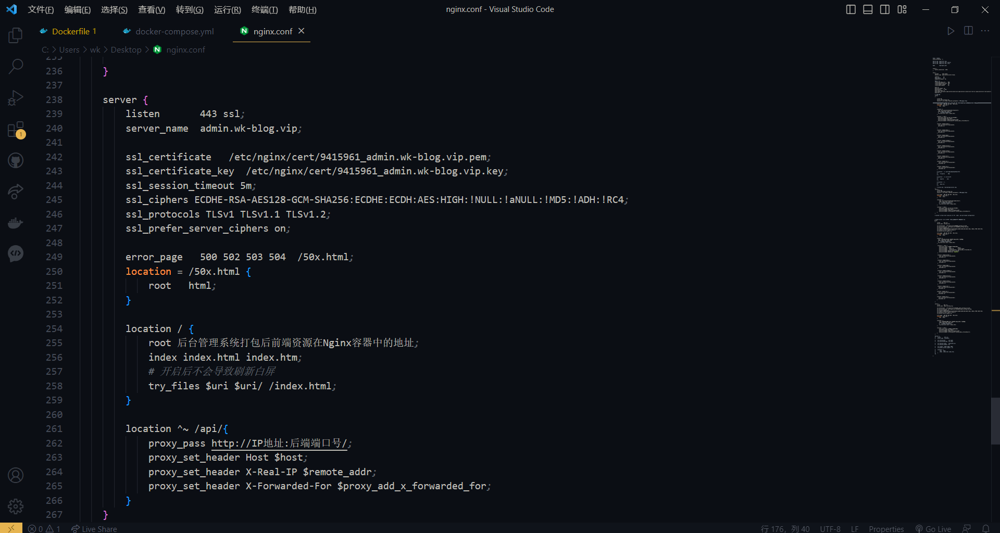 文件(F) 编辑(E) 选择(S) 查看(V) 转到(G) 运行(R) 终端(T) 帮助(H) nginx.conf - Visual Studio Code
Dockerfile 1 docker-compose.yml nginx.conf
C: > Users > wk > Desktop > nginx.conf
235
236 }
237
238 server {
239 listen 443 ssl;
240 server_name admin.wk-blog.vip;
241
242 ssl_certificate /etc/nginx/cert/9415961_admin.wk-blog.vip.pem;
243 ssl_certificate_key /etc/nginx/cert/9415961_admin.wk-blog.vip.key;
244 ssl_session_timeout 5m;
245 ssl_ciphers ECDHE-RSA-AES128-GCM-SHA256:ECDHE:ECDH:AES:HIGH:!NULL:!aNULL:!MD5:!ADH:!RC4;
246 ssl_protocols TLSv1 TLSv1.1 TLSv1.2;
247 ssl_prefer_server_ciphers on;
248
249 error_page 500 502 503 504 /50x.html;
250 location = /50x.html {
251 root html;
252 }
253
254 location / {
255 root 后台管理系统打包后前端资源在Nginx容器中的地址;
256 index index.html index.htm;
257 # 开启后不会导致刷新白屏
258 try_files $uri $uri/ /index.html;
259 }
260
261 location ^~ /api/{
262 proxy_pass http://IP地址:后端端口号/;
263 proxy_set_header Host $host;
264 proxy_set_header X-Real-IP $remote_addr;
265 proxy_set_header X-Forwarded-For $proxy_add_x_forwarded_for;
266 }
267 }
1
0 1 Live Share 行 176, 列 40 UTF-8 LF Properties Go Live